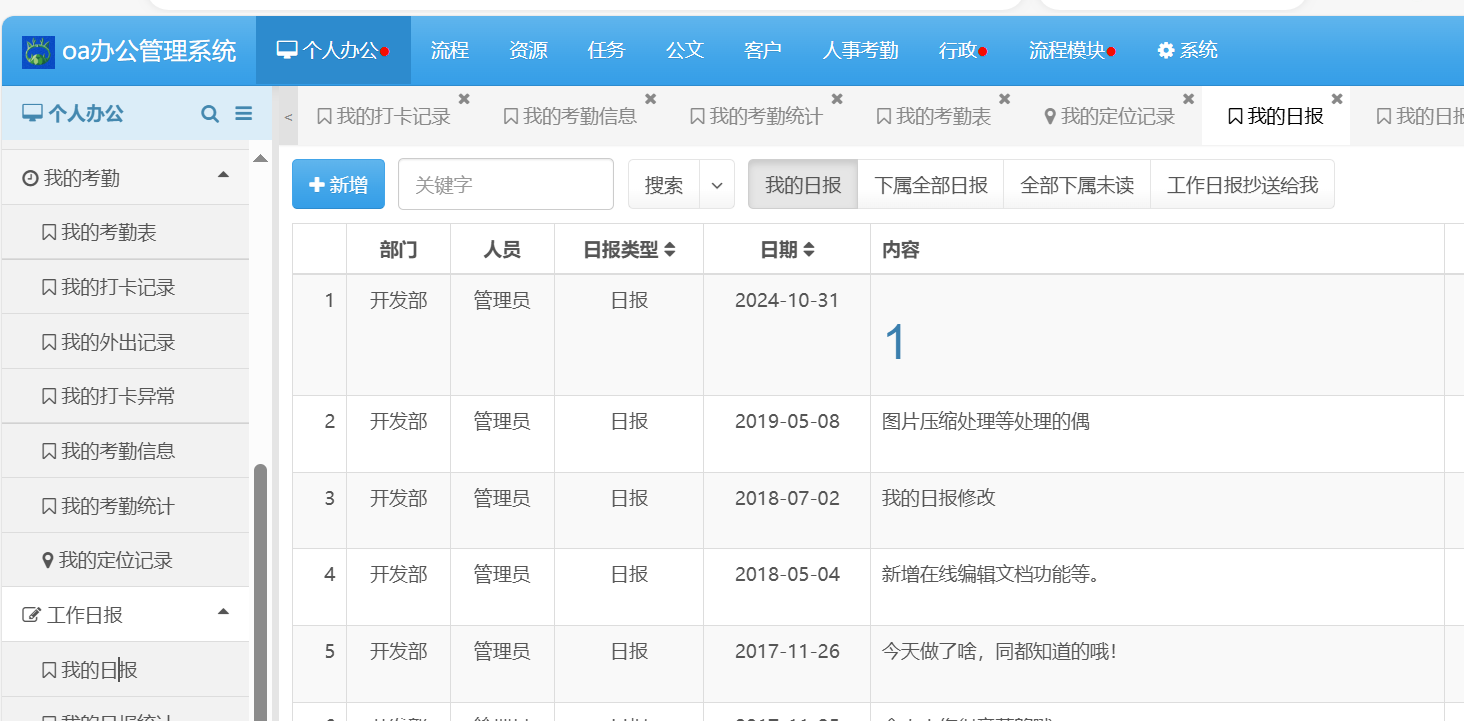 oa办公管理系统 个人办公 流程 资源 任务 公文 客户 人事考勤 行政 流程模块 系统
个人办公
< 我的打卡记录 我的考勤信息 我的考勤统计 我的考勤表 我的定位记录 我的日报 我的日报
我的考勤
我的考勤表
我的打卡记录
我的外出记录
我的打卡异常
我的考勤信息
我的考勤统计
我的定位记录
工作日报
我的日报
我的日报统计
新增 关键字 搜索 我的日报 下属全部日报 全部下属未读 工作日报抄送给我
部门 人员 日报类型 日期 内容
1 开发部 管理员 日报 2024-10-31 1
2 开发部 管理员 日报 2019-05-08 图片压缩处理等处理的偶
3 开发部 管理员 日报 2018-07-02 我的日报修改
4 开发部 管理员 日报 2018-05-04 新增在线编辑文档功能等。
5 开发部 管理员 日报 2017-11-26 今天做了啥，同都知道的哦！